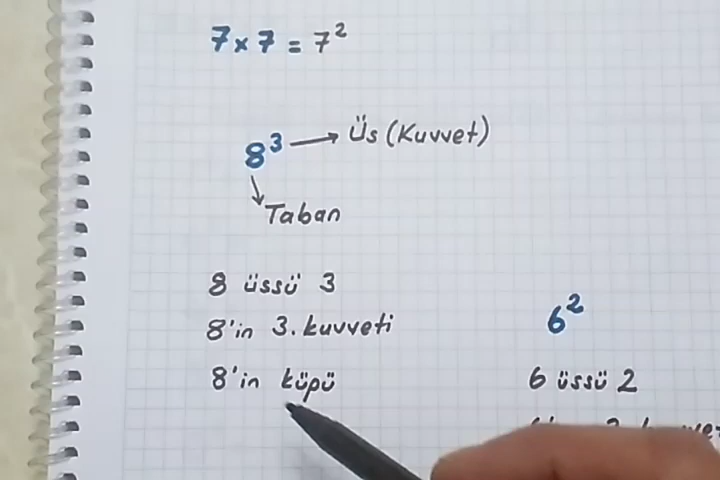 7 x 7 = 7²
8³ → Üs (Kuvvet)
Taban
8 üssü 3
8'in 3. kuvveti
8'in küpü
6²
6 üssü 2